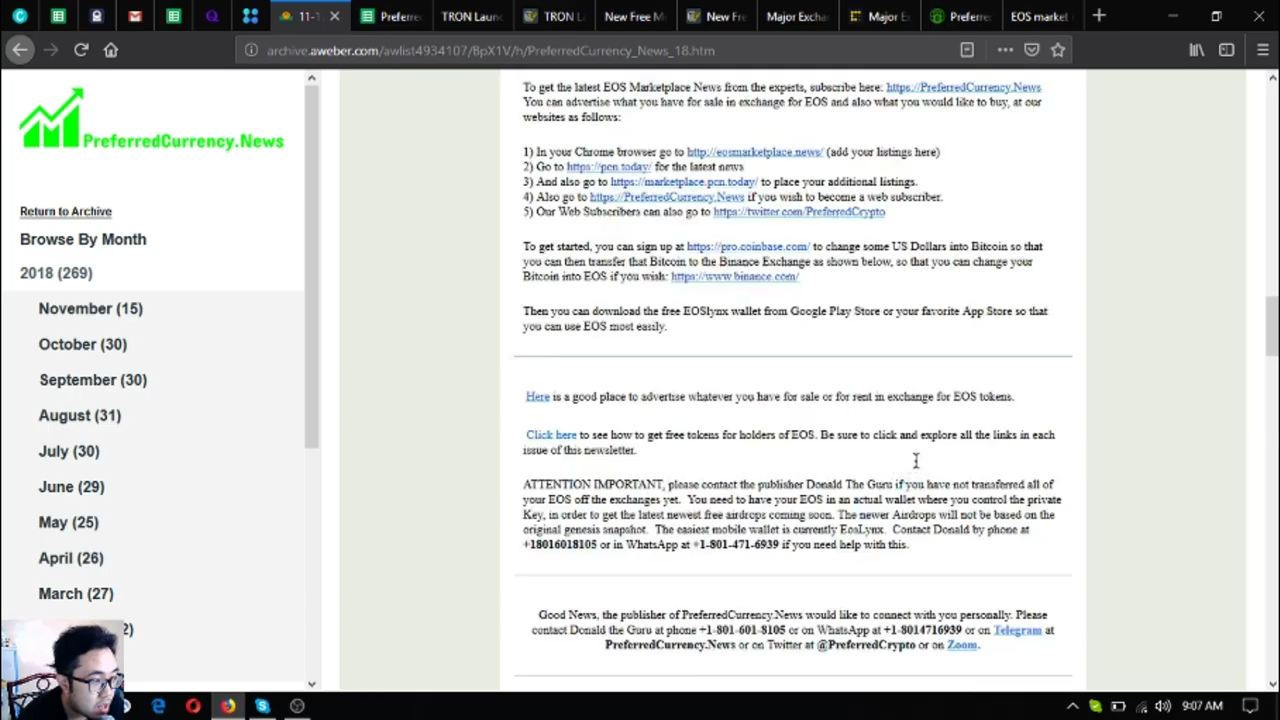 11-1
Preferre
TRON Laun
TRON L
New Free M
New Fre
Major Excha
Major E
Preferre
EOS market
archive.aweber.com/awlist4934107/BpX1V/h/PreferredCurrency_News_18.htm
PreferredCurrency.News
Return to Archive
Browse By Month
2018 (269)
November (15)
October (30)
September (30)
August (31)
July (30)
June (29)
May (25)
April (26)
March (27)
2)
To get the latest EOS Marketplace News from the experts, subscribe here: https://PreferredCurrency.News
You can advertise what you have for sale in exchange for EOS and also what you would like to buy, at our
websites as follows:
1) In your Chrome browser go to http://eosmarketplace.news/ (add your listings here)
2) Go to https://pcn.today/ for the latest news
3) And also go to https://marketplace.pcn.today/ to place your additional listings.
4) Also go to https://PreferredCurrency.News if you wish to become a web subscriber.
5) Our Web Subscribers can also go to https://twitter.com/PreferredCrypto
To get started, you can sign up at https://pro.coinbase.com/ to change some US Dollars into Bitcoin so that
you can then transfer that Bitcoin to the Binance Exchange as shown below, so that you can change your
Bitcoin into EOS if you wish: https://www.binance.com/
Then you can download the free EOSlynx wallet from Google Play Store or your favorite App Store so that
you can use EOS most easily.
Here is a good place to advertise whatever you have for sale or for rent in exchange for EOS tokens.
Click here to see how to get free tokens for holders of EOS. Be sure to click and explore all the links in each
issue of this newsletter.
ATTENTION IMPORTANT, please contact the publisher Donald The Guru if you have not transferred all of
your EOS off the exchanges yet. You need to have your EOS in an actual wallet where you control the private
Key, in order to get the latest newest free airdrops coming soon. The newer Airdrops will not be based on the
original genesis snapshot. The easiest mobile wallet is currently EosLynx. Contact Donald by phone at
+18016018105 or in WhatsApp at +1-801-471-6939 if you need help with this.
Good News, the publisher of PreferredCurrency.News would like to connect with you personally. Please
contact Donald the Guru at phone +1-801-601-8105 or on WhatsApp at +1-8014716939 or on Telegram at
PreferredCurrency.News or on Twitter at @PreferredCrypto or on Zoom.
9:07 AM